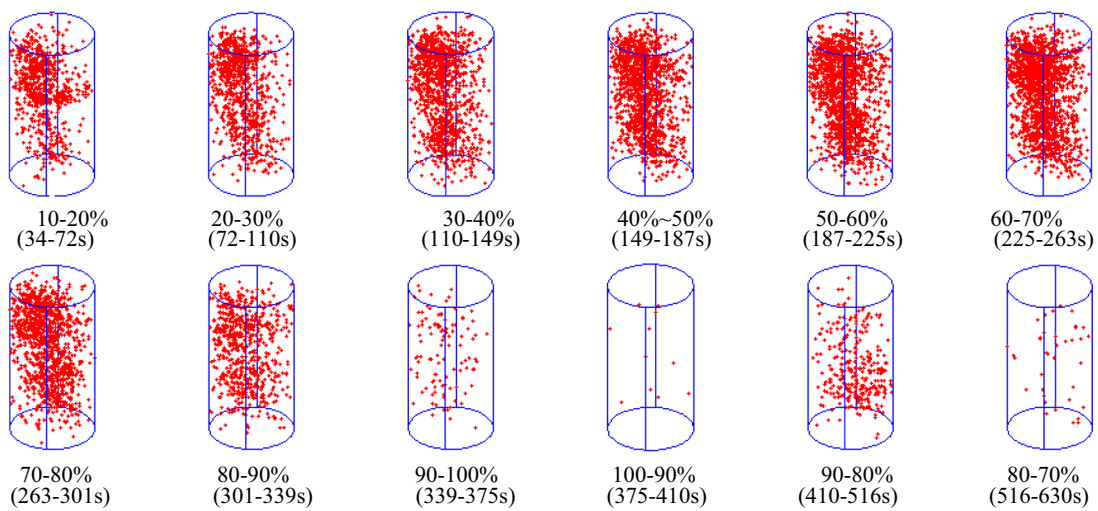 10-20% 20-30% 30-40% 40%~50% 50-60% 60-70%
(34-72s) (72-110s) (110-149s) (149-187s) (187-225s) (225-263s)
70-80% 80-90% 90-100% 100-90% 90-80% 80-70%
(263-301s) (301-339s) (339-375s) (375-410s) (410-516s) (516-630s)